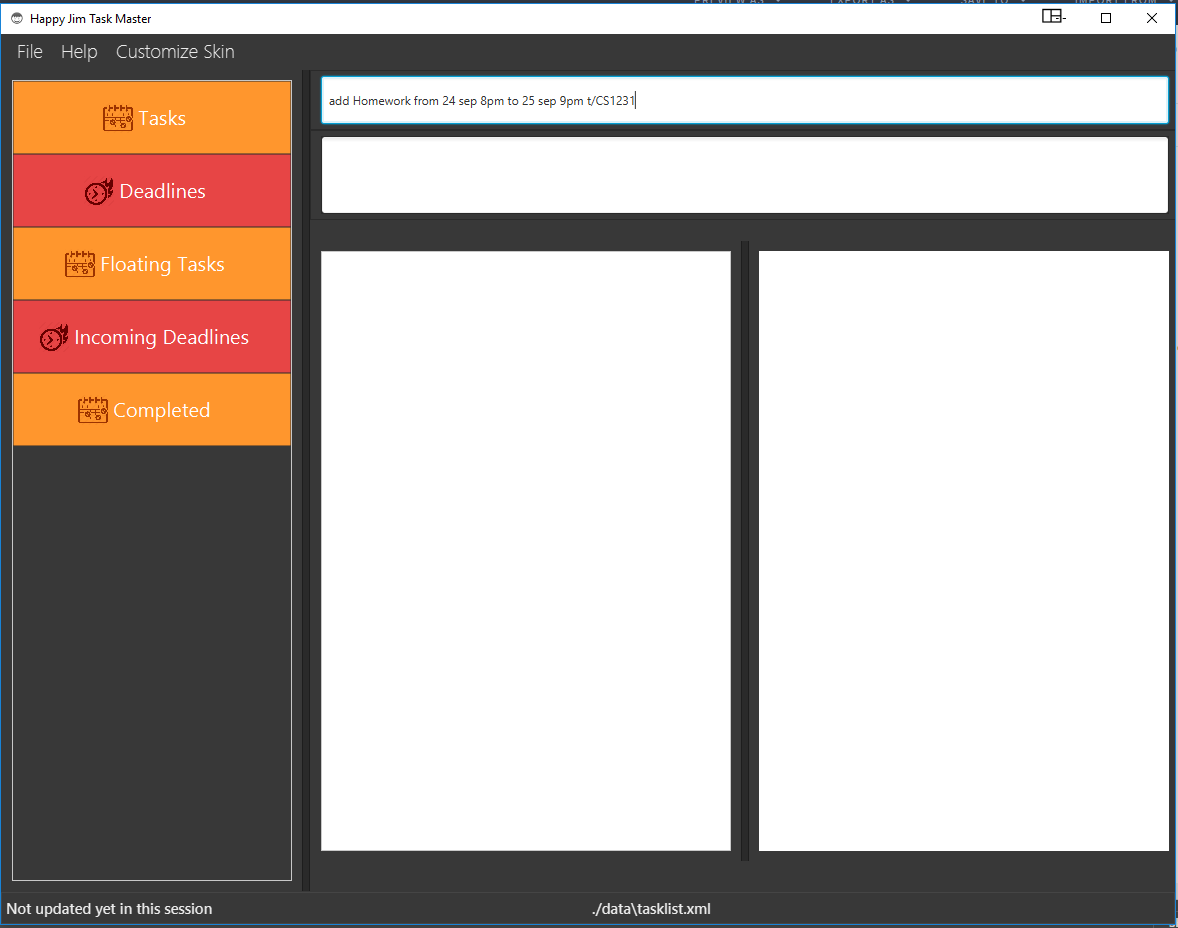 Happy Jim Task Master
File Help Customize Skin
Tasks
Deadlines
Floating Tasks
Incoming Deadlines
Completed
add Homework from 24 sep 8pm to 25 sep 9pm t/CS1231
Not updated yet in this session
./data\tasklist.xml